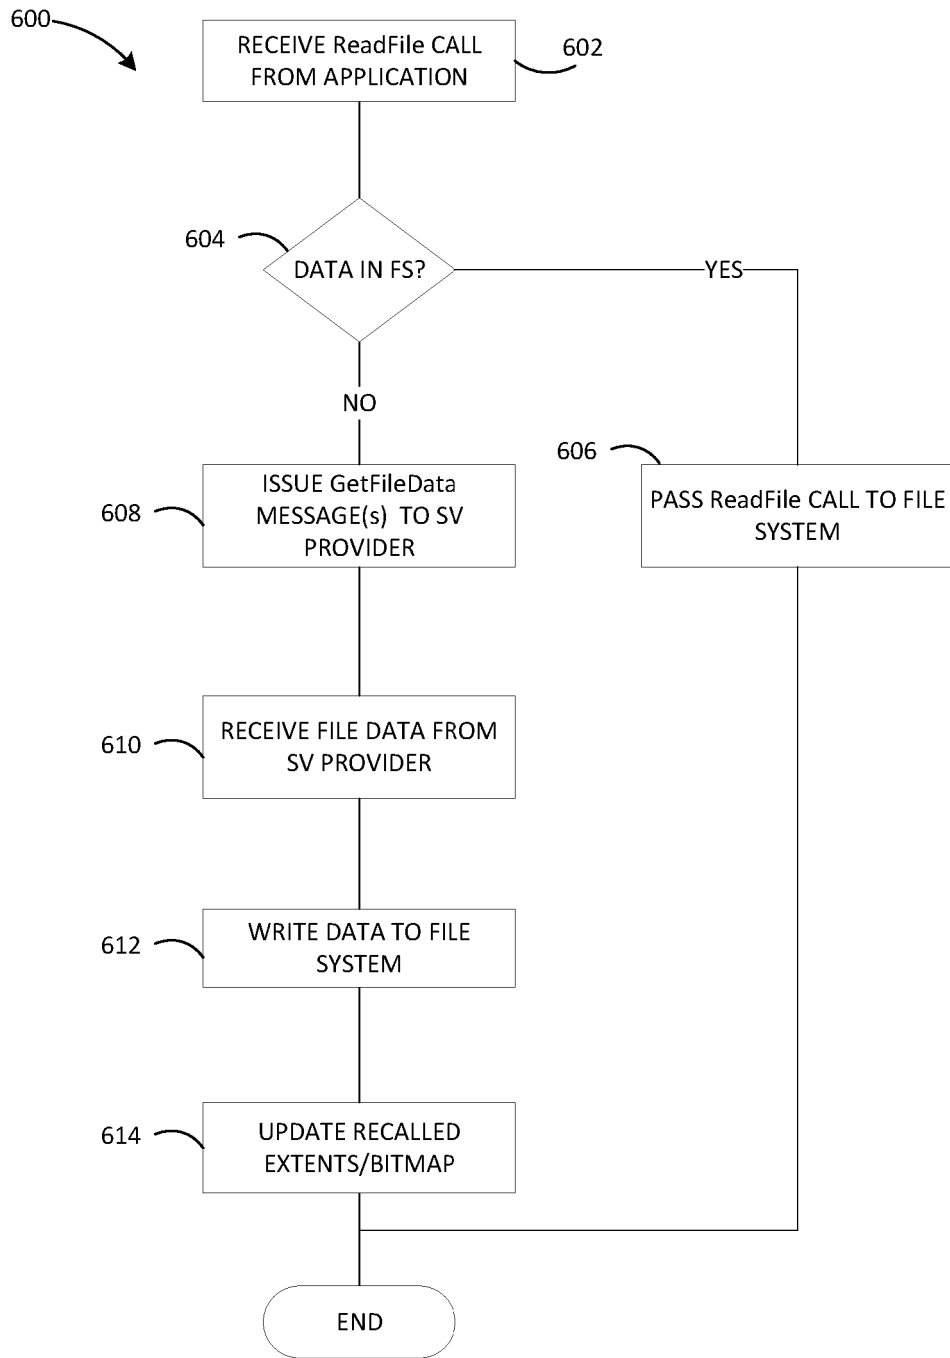 600
RECEIVE ReadFile CALL
FROM APPLICATION
602
604
DATA IN FS?
YES
NO
606
608
ISSUE GetFileData
MESSAGE(s) TO SV
PROVIDER
PASS ReadFile CALL TO FILE
SYSTEM
610
RECEIVE FILE DATA FROM
SV PROVIDER
612
WRITE DATA TO FILE
SYSTEM
614
UPDATE RECALLED
EXTENTS/BITMAP
END